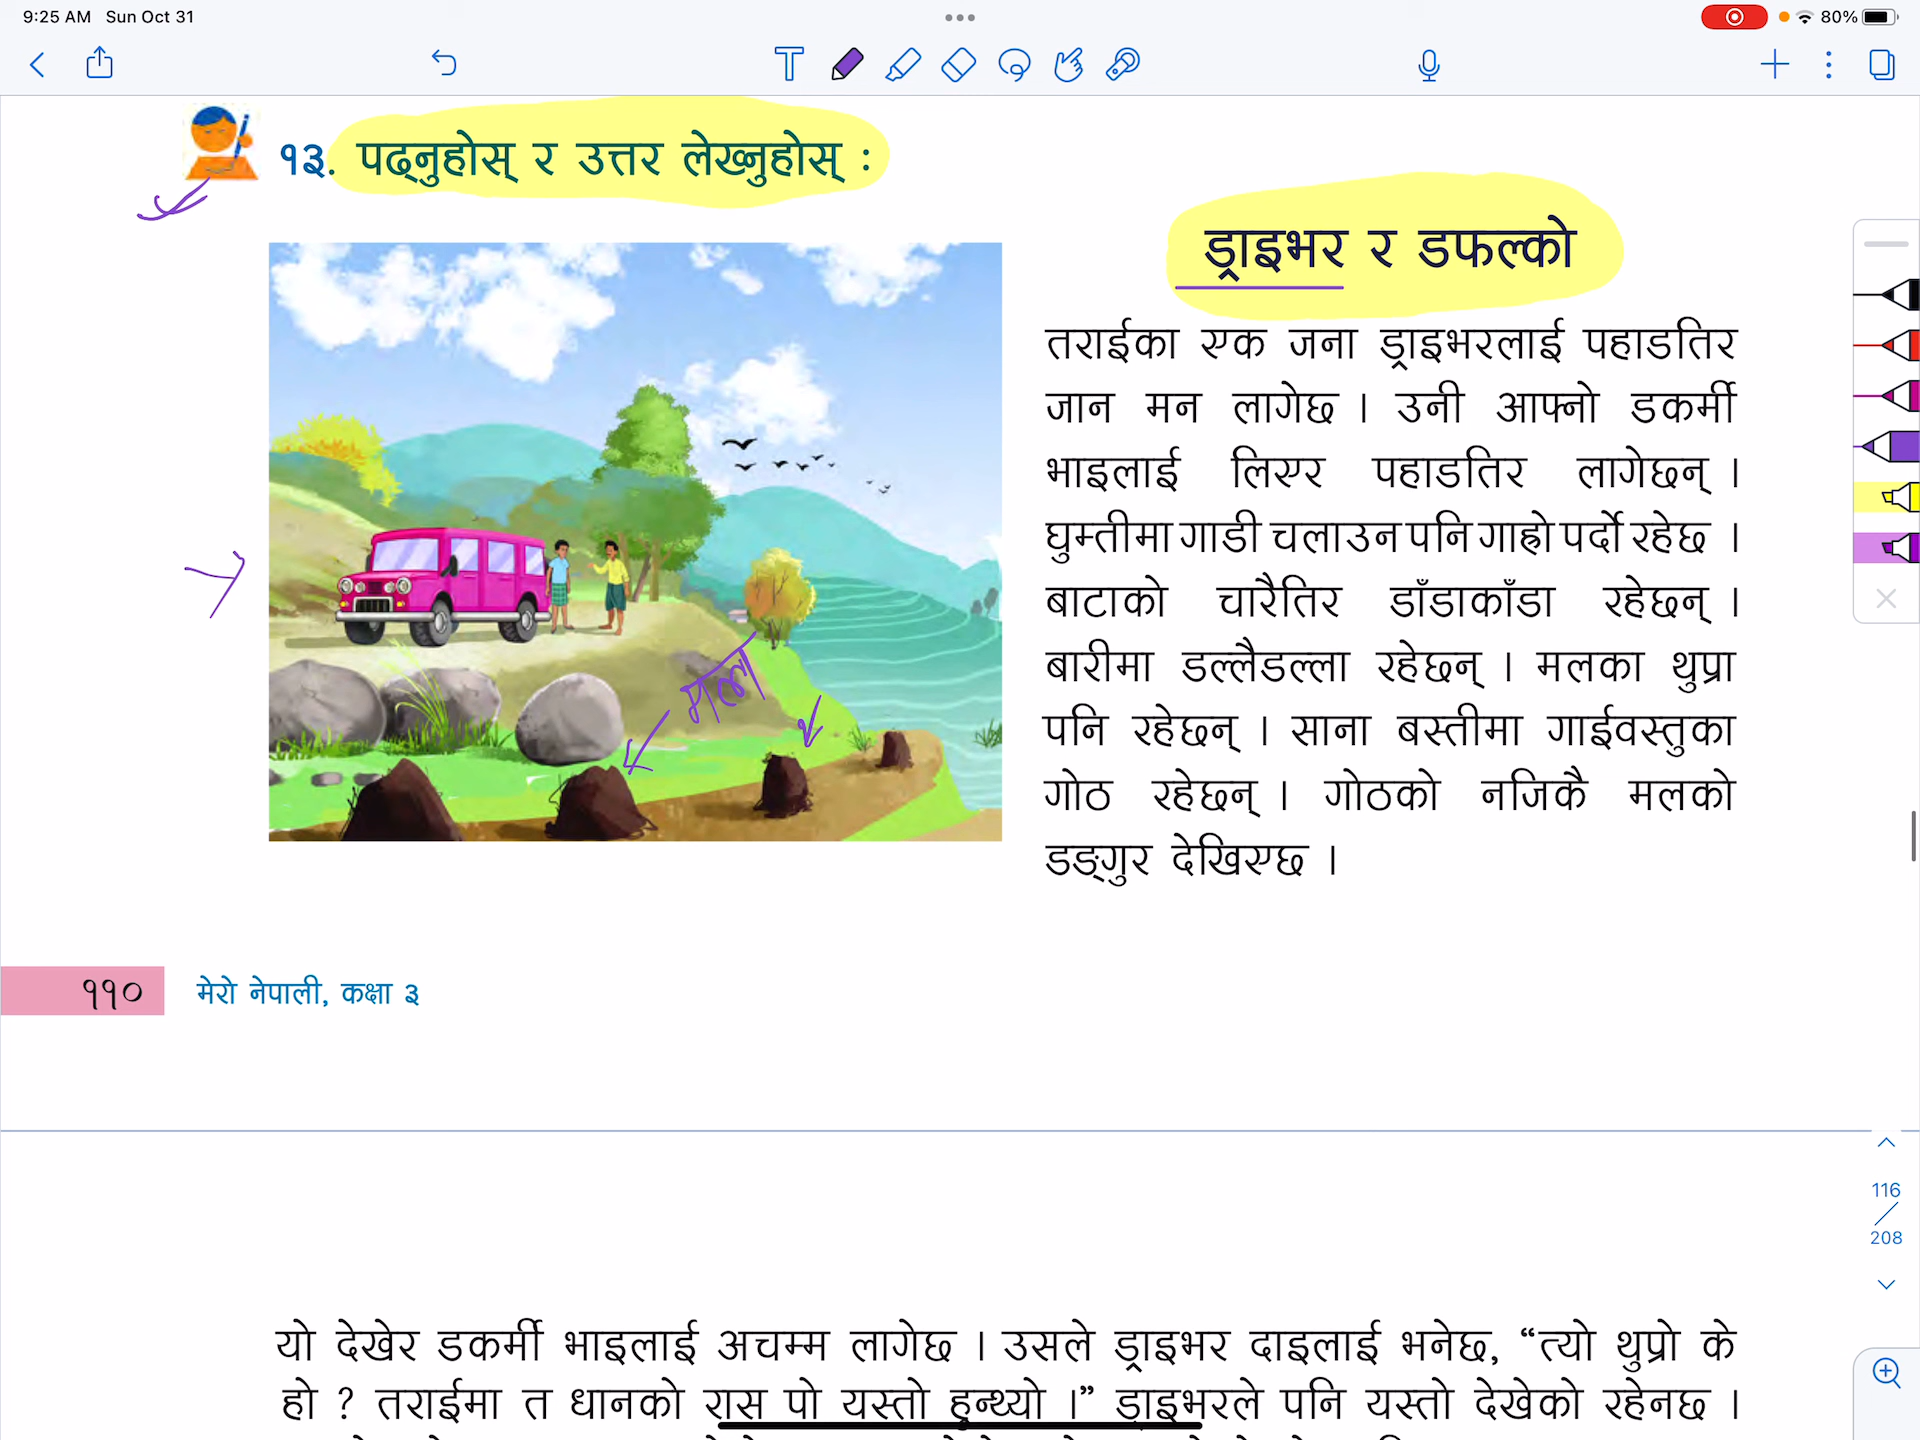 9:25 AM Sun Oct 31
80%
१३. पढ्नुहोस् र उत्तर लेख्नुहोस् :
ड्राइभर र डफल्को
तराईका एक जना ड्राइभरलाई पहाडतिर
जान मन लागेछ । उनी आफ्नो डकर्मी
भाइलाई लिएर पहाडतिर लागेछन् ।
घुम्तीमा गाडी चलाउन पनि गाह्रो पर्दो रहेछ ।
बाटाको चारैतिर डाँडाकाँडा रहेछन् ।
बारीमा डल्लैडल्ला रहेछन् । मलका थुप्रा
पनि रहेछन् । साना बस्तीमा गाईवस्तुका
गोठ रहेछन् । गोठको नजिकै मलको
डङ्गुर देखिएछ ।
११० मेरो नेपाली, कक्षा ३
116
208
यो देखेर डकर्मी भाइलाई अचम्म लागेछ । उसले ड्राइभर दाइलाई भनेछ, “त्यो थुप्रो के
हो ? तराईमा त धानको रास पो यस्तो हुन्थ्यो ।” ड्राइभरले पनि यस्तो देखेको रहेनछ ।